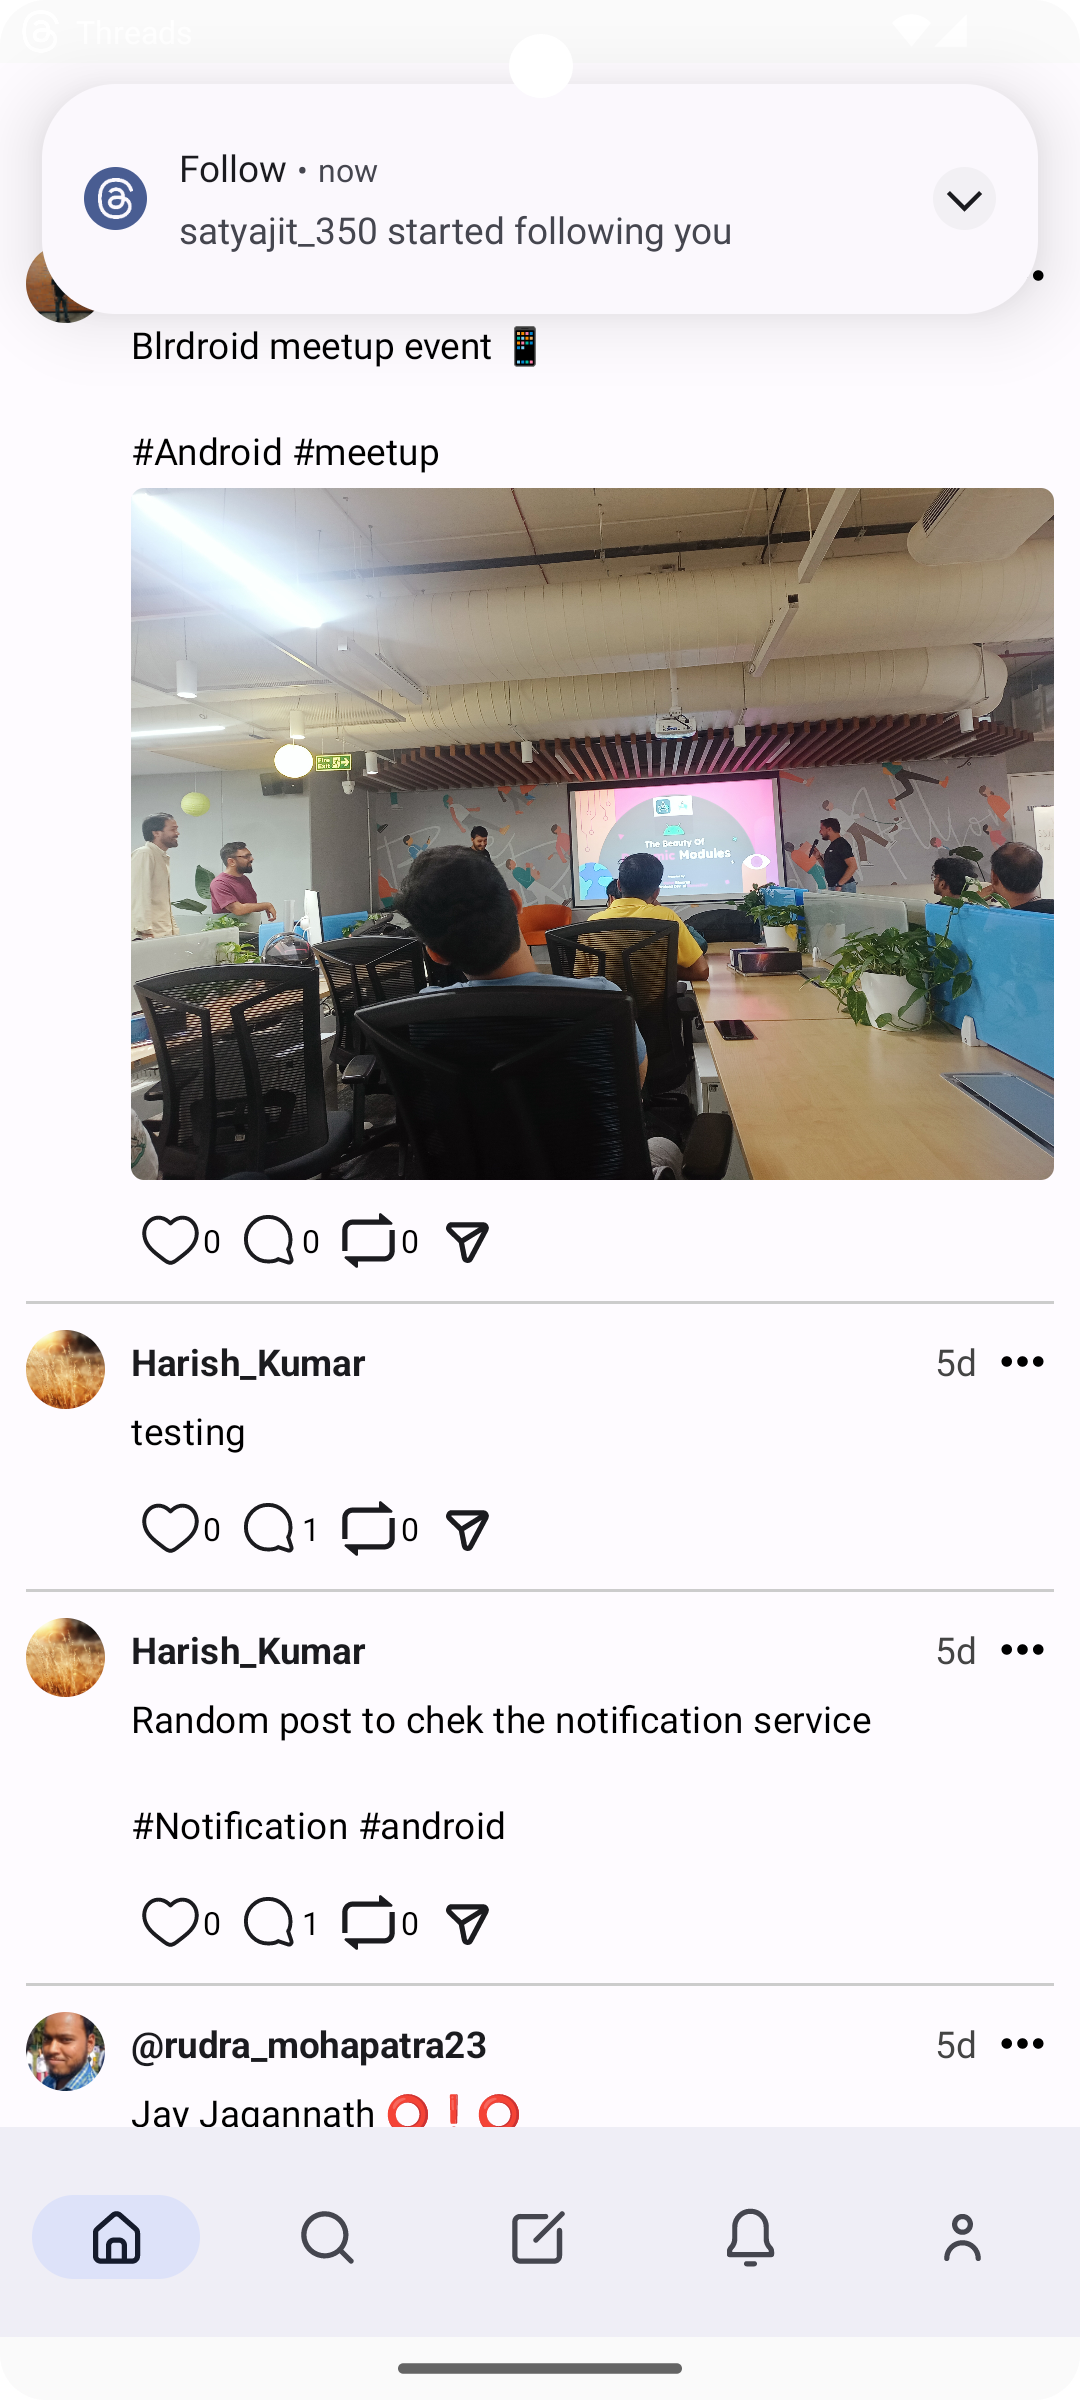 Threads
Follow • now
satyajit_350 started following you
Blrdroid meetup event
#Android #meetup
Fire
Exit
The Beauty Of
Modules
0 0 0
Harish_Kumar 5d
testing
0 1 0
Harish_Kumar 5d
Random post to chek the notification service
#Notification #android
0 1 0
@rudra_mohapatra23 5d
Jay Jagannath ⭕❗⭕